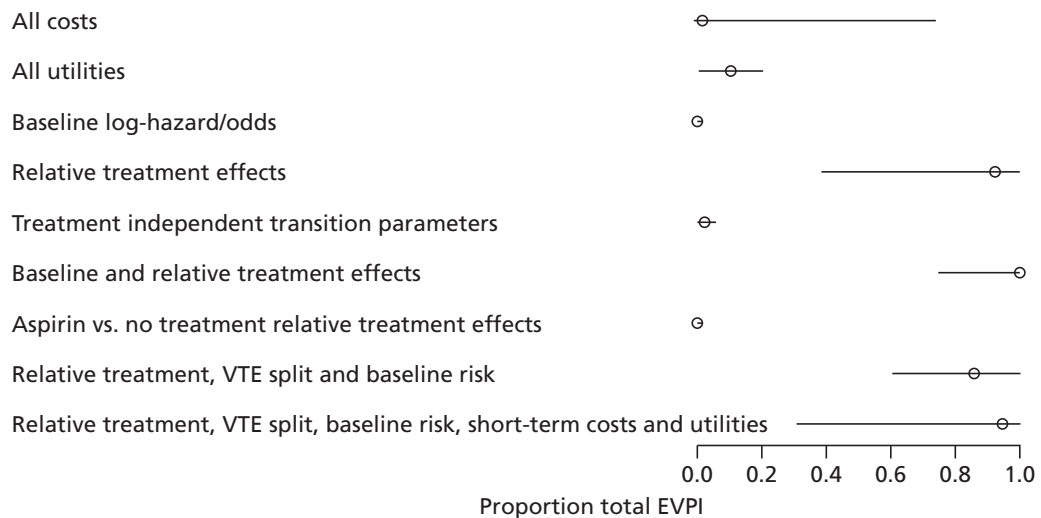 All costs
All utilities
Baseline log-hazard/odds
Relative treatment effects
Treatment independent transition parameters
Baseline and relative treatment effects
Aspirin vs. no treatment relative treatment effects
Relative treatment, VTE split and baseline risk
Relative treatment, VTE split, baseline risk, short-term costs and utilities
0.0 0.2 0.4 0.6 0.8 1.0
Proportion total EVPI